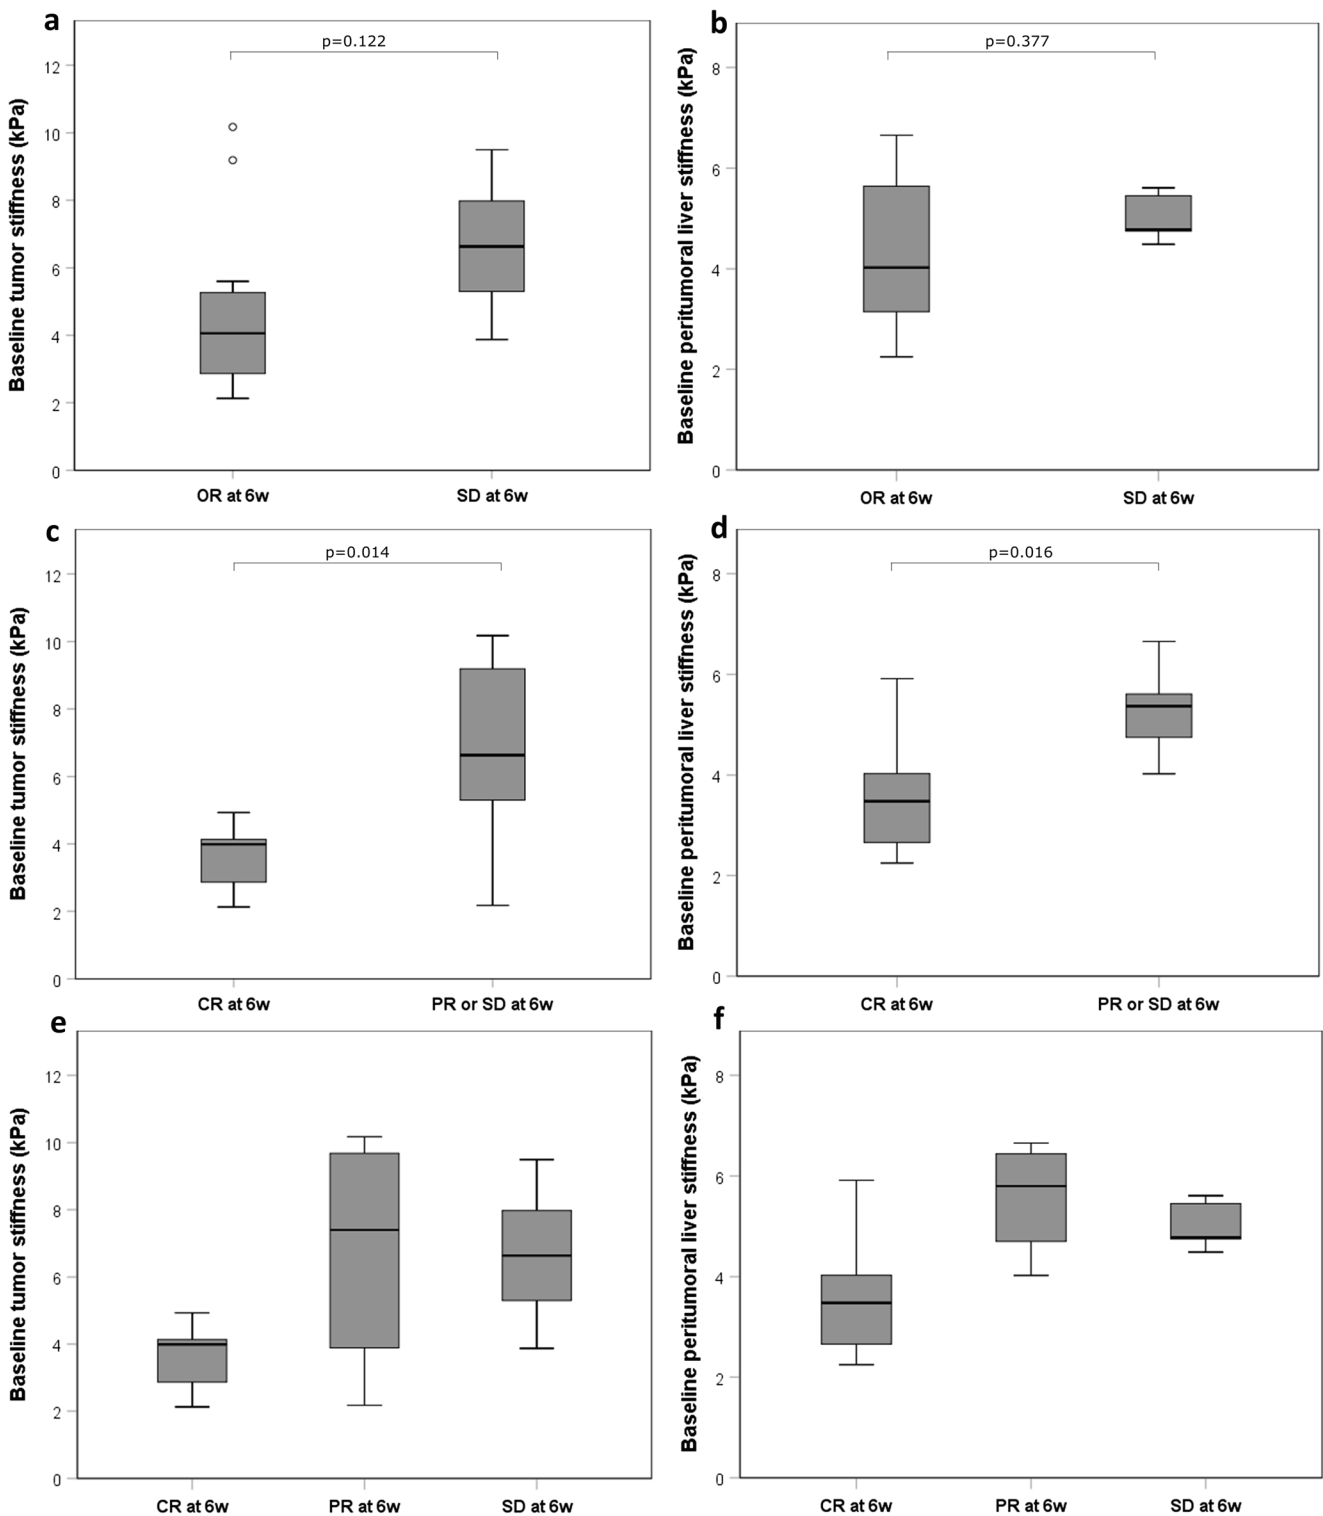 a
p=0.122
Baseline tumor stiffness (kPa)
12
10
8
6
4
2
0
OR at 6w
SD at 6w
b
p=0.377
Baseline peritumoral liver stiffness (kPa)
8
6
4
2
0
OR at 6w
SD at 6w
c
p=0.014
Baseline tumor stiffness (kPa)
12
10
8
6
4
2
0
CR at 6w
PR or SD at 6w
d
p=0.016
Baseline peritumoral liver stiffness (kPa)
8
6
4
2
0
CR at 6w
PR or SD at 6w
e
Baseline tumor stiffness (kPa)
12
10
8
6
4
2
0
CR at 6w
PR at 6w
SD at 6w
f
Baseline peritumoral liver stiffness (kPa)
8
6
4
2
0
CR at 6w
PR at 6w
SD at 6w